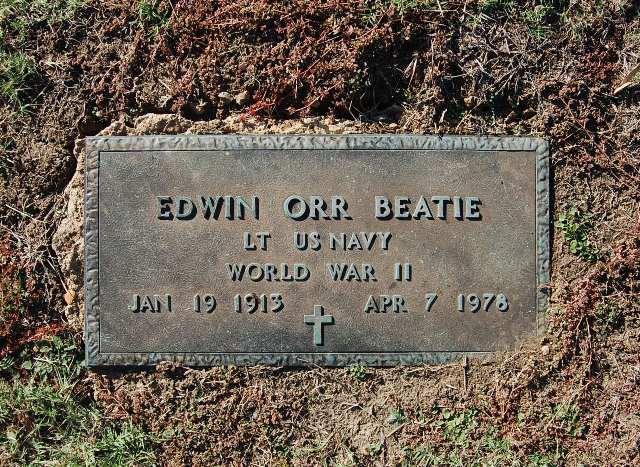 EDWIN ORR BEATIE
LT US NAVY
WORLD WAR II
JAN 19 1913 APR 7 1978